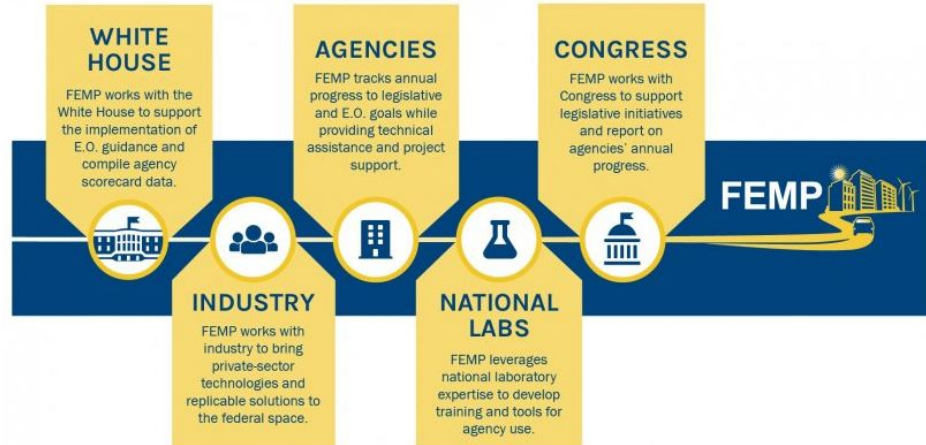 WHITE
HOUSE
FEMP works with the
White House to support
the implementation of
E.O. guidance and
compile agency
scorecard data.
INDUSTRY
FEMP works with
industry to bring
private-sector
technologies and
replicable solutions to
the federal space.
AGENCIES
FEMP tracks annual
progress to legislative
and E.O. goals while
providing technical
assistance and project
support.
NATIONAL
LABS
FEMP leverages
national laboratory
expertise to develop
training and tools for
agency use.
CONGRESS
FEMP works with
Congress to support
legislative initiatives
and report on
agencies' annual
progress.
FEMP